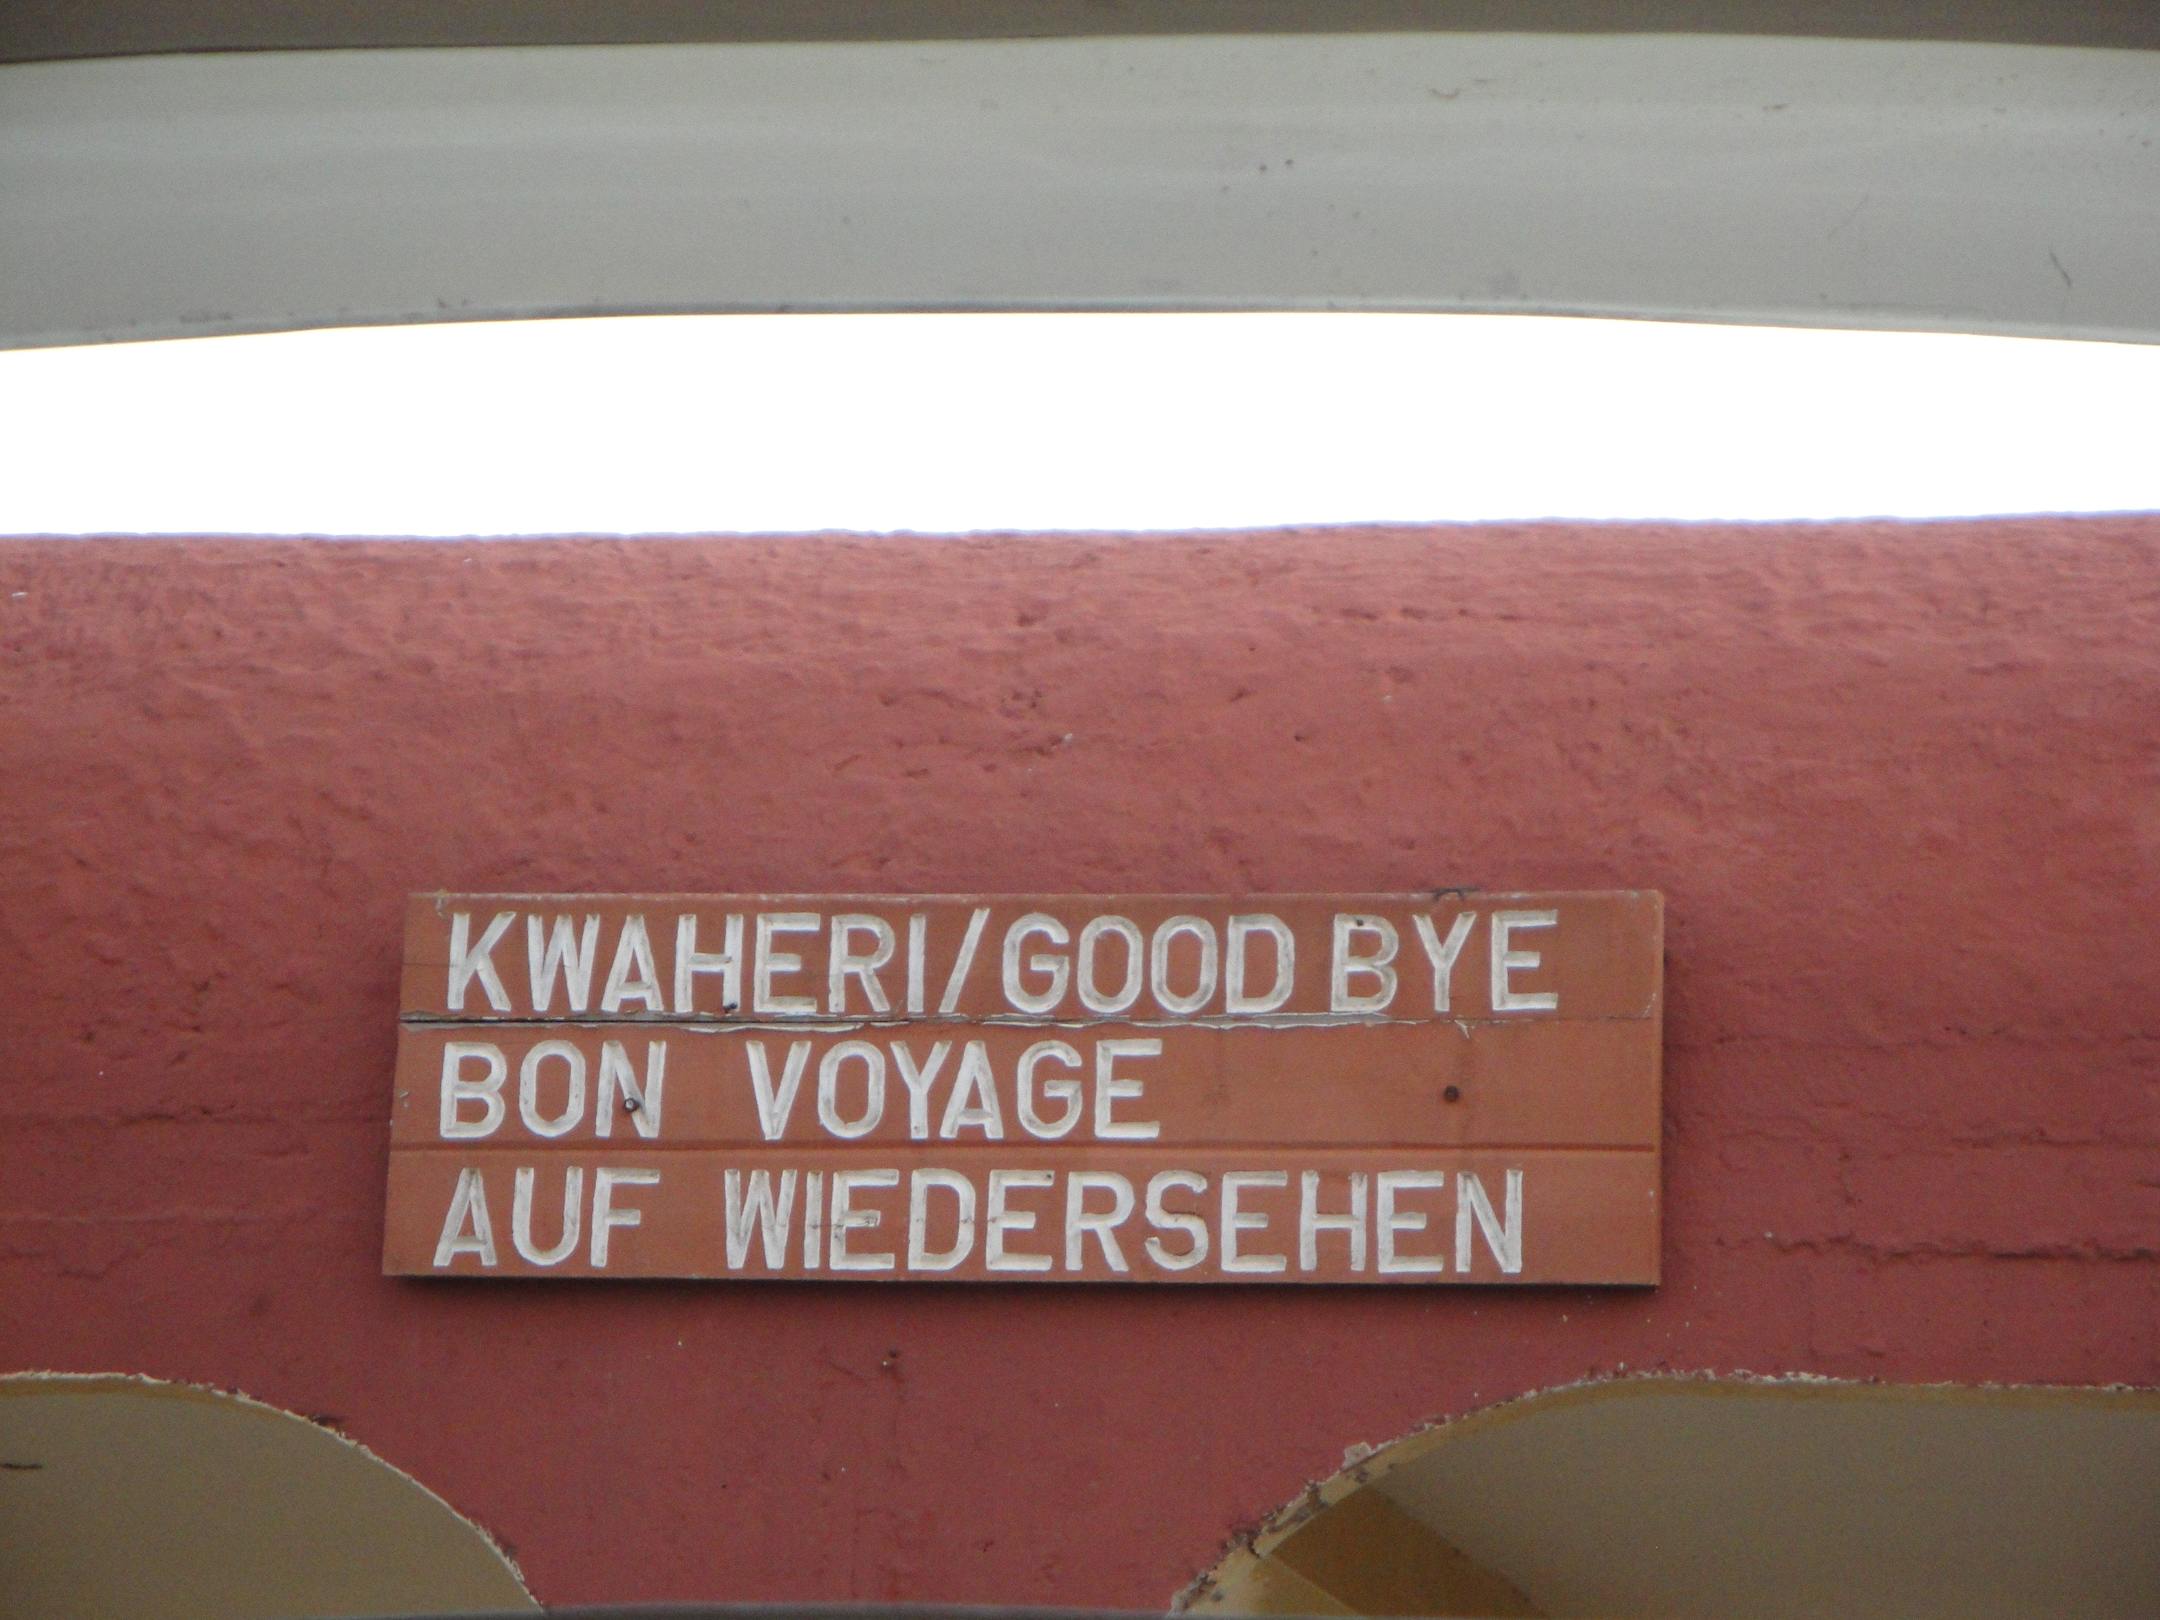 KWAHERI/GOOD BYE
BON VOYAGE
AUF WIEDERSEHEN